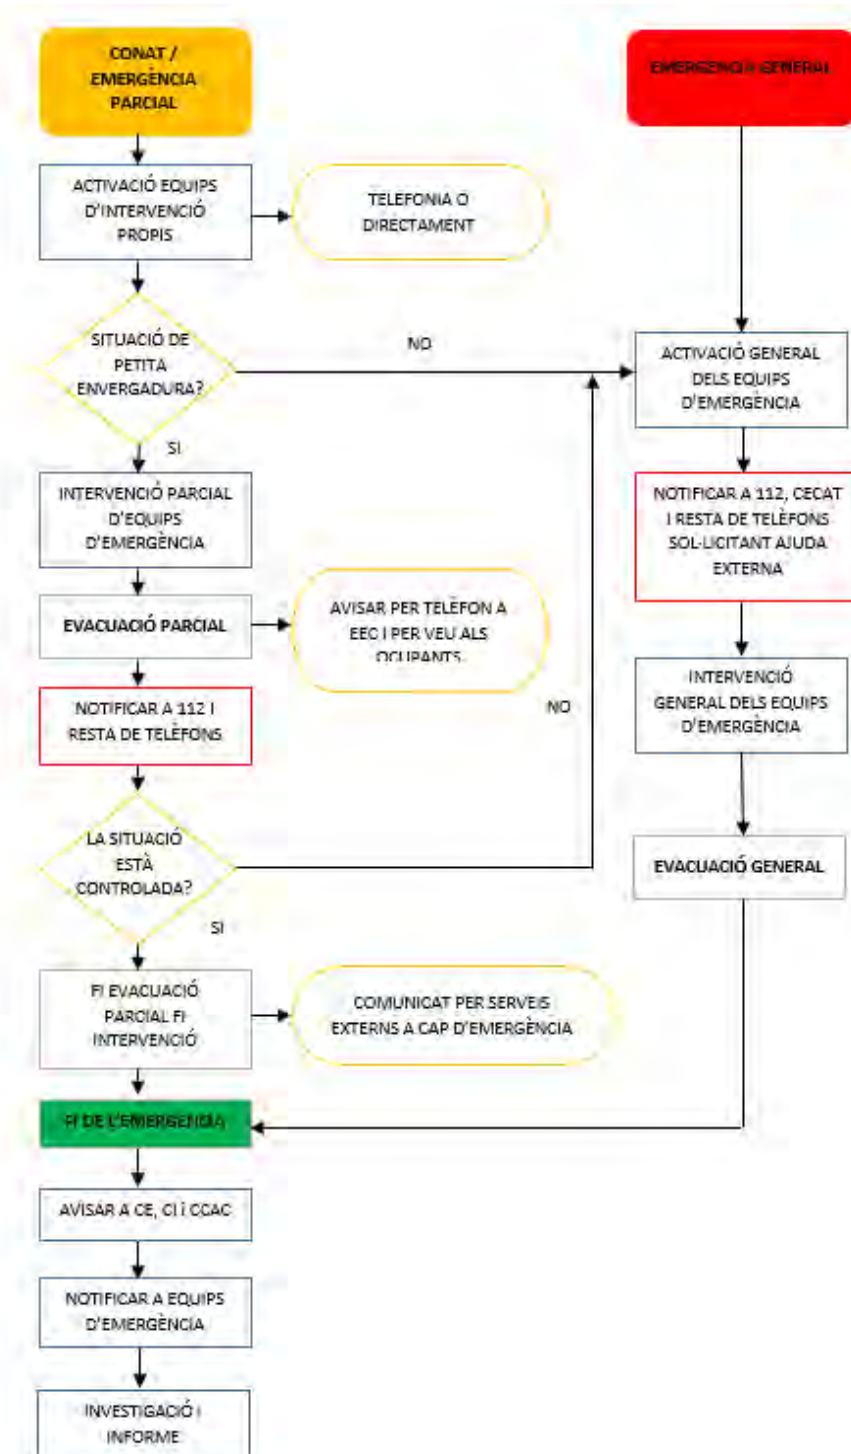 CONAT /
EMERGÈNCIA
PARCIAL
EMERGENCIA GENERAL
ACTIVACIÓ EQUIPS
D'INTERVENCIÓ
PROPIS
TELEFONIA O
DIRECTAMENT
SITUACIÓ DE
PETITA
ENVERGADURA?
NO
ACTIVACIÓ GENERAL
DELS EQUIPS
D'EMERGÈNCIA
SI
INTERVENCIÓ PARCIAL
D'EQUIPS
D'EMERGÈNCIA
NOTIFICAR A 112, CECAT
I RESTA DE TELÈFONS
SOL·LICITANT AJUDA
EXTERNA
EVACUACIÓ PARCIAL
AVISAR PER TELÈFON A
EEC I PER VEU ALS
OCUPANTS
NOTIFICAR A 112 I
RESTA DE TELÈFONS
NO
INTERVENCIÓ
GENERAL DELS EQUIPS
D'EMERGÈNCIA
LA SITUACIÓ
ESTÀ
CONTROLADA?
EVACUACIÓ GENERAL
SI
FI EVACUACIÓ
PARCIAL FI
INTERVENCIÓ
COMUNICAT PER SERVEIS
EXTERNS A CAP D'EMERGÈNCIA
FI DE L'EMERGENCIA
AVISAR A CE, CI i CCAC
NOTIFICAR A EQUIPS
D'EMERGÈNCIA
INVESTIGACIÓ I
INFORME